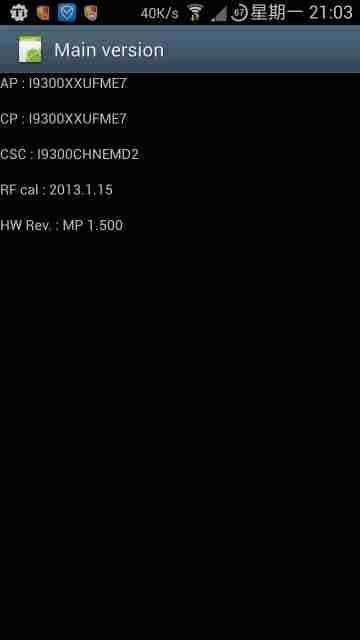 40K/s 67 星期一 21:03
Main version
AP : I9300XXUFME7
CP : I9300XXUFME7
CSC : I9300CHNEMD2
RF cal : 2013.1.15
HW Rev. : MP 1.500